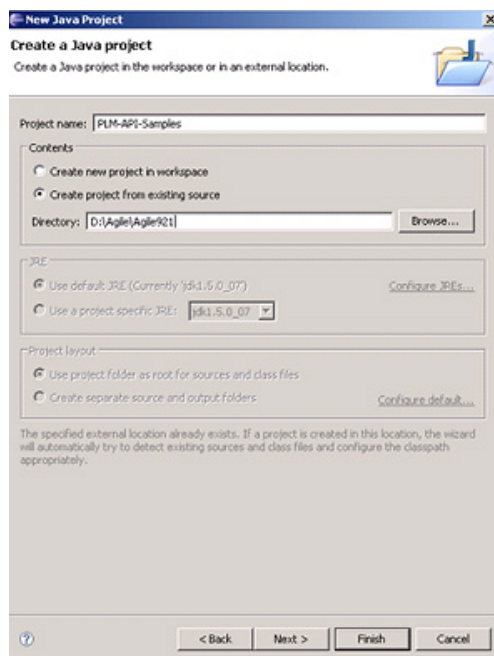 New Java Project
Create a Java project
Create a Java project in the workspace or in an external location.
Project name: PLM-API-Samples
Contents
Create new project in workspace
Create project from existing source
Directory: D:\Agile\Agile921
Browse...
JRE
Use default JRE (Currently 'jdk1.5.0_07')
Configure JREs...
Use a project specific JRE: jdk1.5.0_07
Project layout
Use project folder as root for sources and class files
Create separate source and output folders
Configure default...
The specified external location already exists. If a project is created in this location, the wizard
will automatically try to detect existing sources and class files and configure the classpath
appropriately.
< Back
Next >
Finish
Cancel